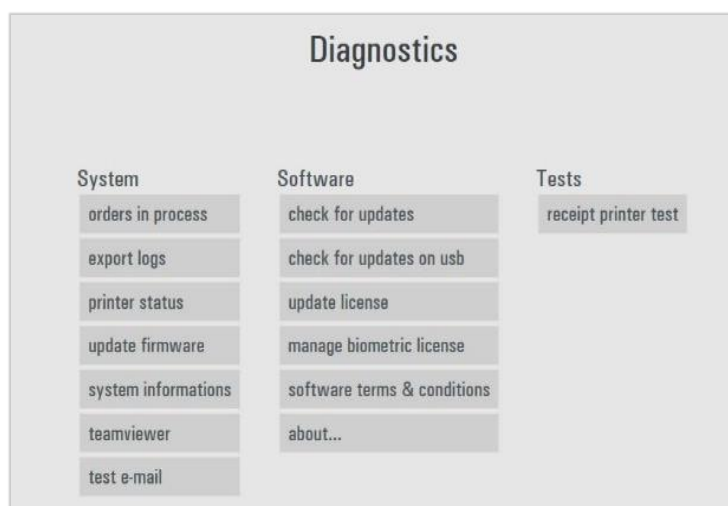 Diagnostics
System
orders in process
export logs
printer status
update firmware
system informations
teamviewer
test e-mail
Software
check for updates
check for updates on usb
update license
manage biometric license
software terms & conditions
about...
Tests
receipt printer test